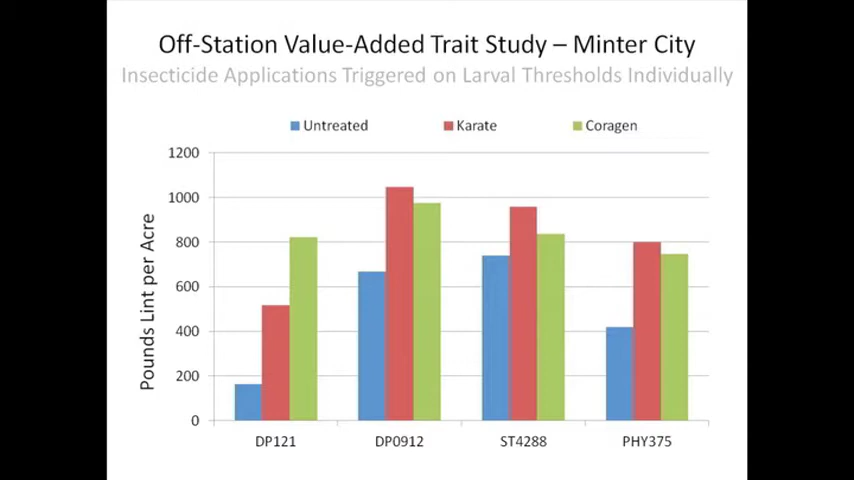 Off-Station Value-Added Trait Study – Minter City
Insecticide Applications Triggered on Larval Thresholds Individually
Untreated Karate Coragen
Pounds Lint per Acre
1200
1000
800
600
400
200
0
DP121 DP0912 ST4288 PHY375